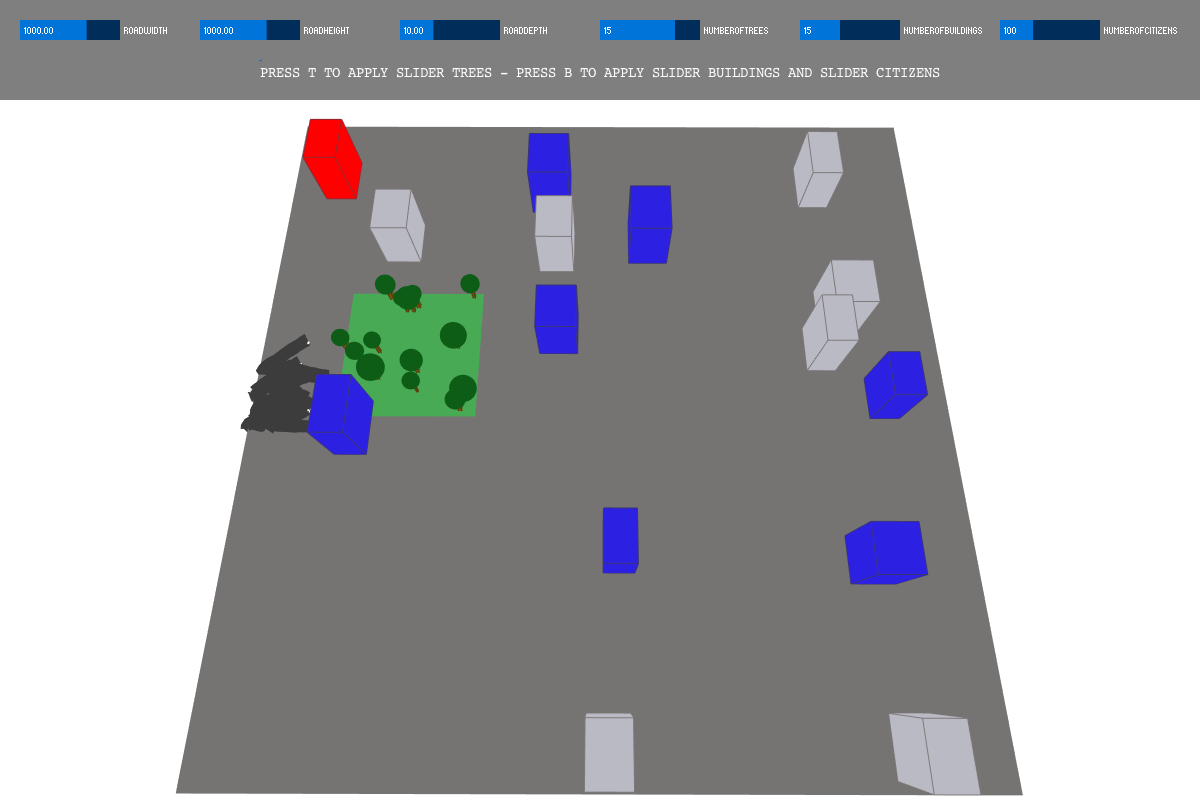 1000.00 ROADWIDTH 1000.00 ROADHEIGHT 10.00 ROADDEPTH 15 NUMBEROFTREES 15 NUMBEROFBUILDINGS 100 NUMBEROFCITIZENS
PRESS T TO APPLY SLIDER TREES - PRESS B TO APPLY SLIDER BUILDINGS AND SLIDER CITIZENS